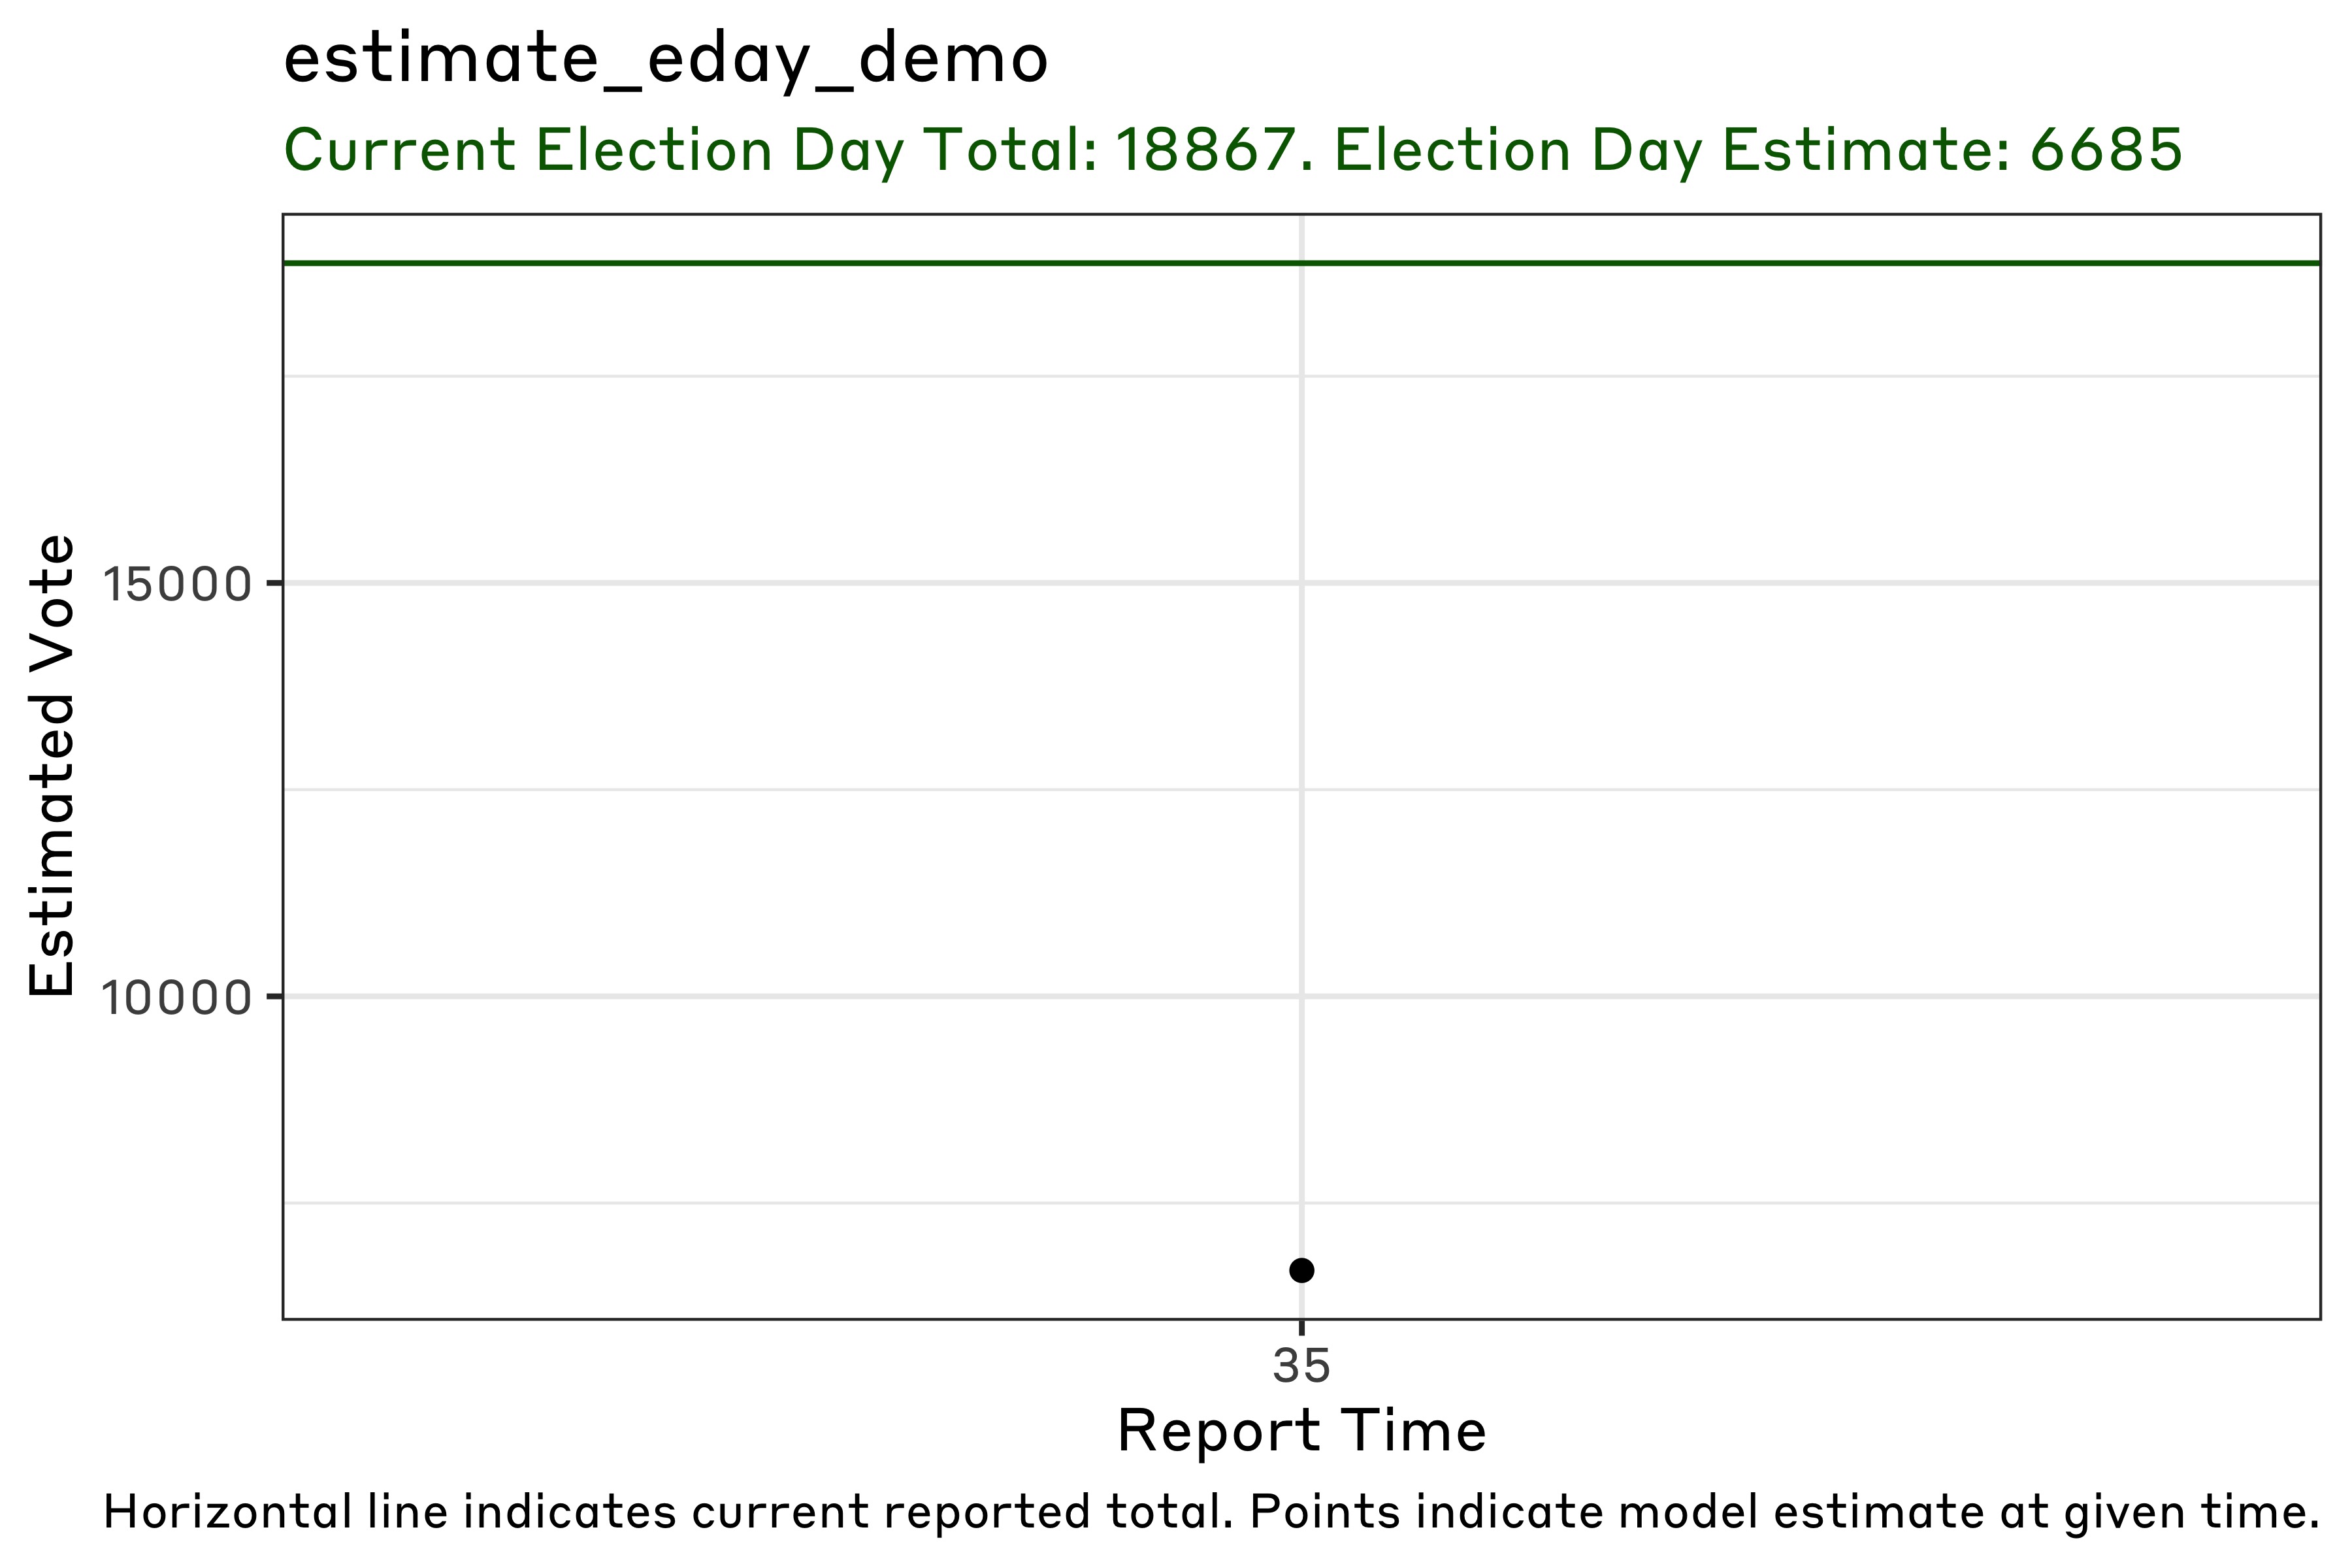 estimate_eday_demo
Current Election Day Total: 18867. Election Day Estimate: 6685
Estimated Vote
15000
10000
35
Report Time
Horizontal line indicates current reported total. Points indicate model estimate at given time.